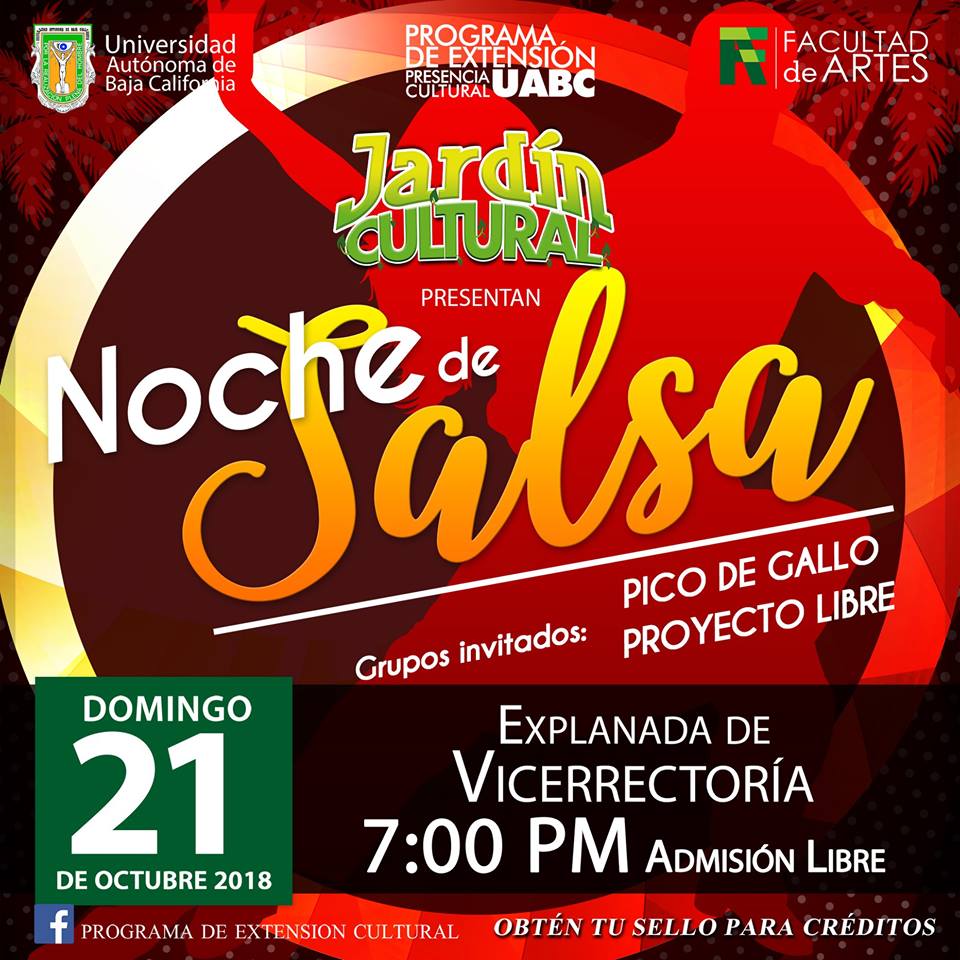 Universidad
Autónoma de
Baja California
PROGRAMA
DE EXTENSIÓN
PRESENCIA
CULTURAL UABC
FACULTAD
de ARTES
Jardín
CULTURAL
PRESENTAN
Noche de
Salsa
Grupos invitados:
PICO DE GALLO
PROYECTO LIBRE
DOMINGO
21
DE OCTUBRE 2018
EXPLANADA DE
VICERRECTORÍA
7:00 PM ADMISIÓN LIBRE
PROGRAMA DE EXTENSION CULTURAL
OBTÉN TU SELLO PARA CRÉDITOS